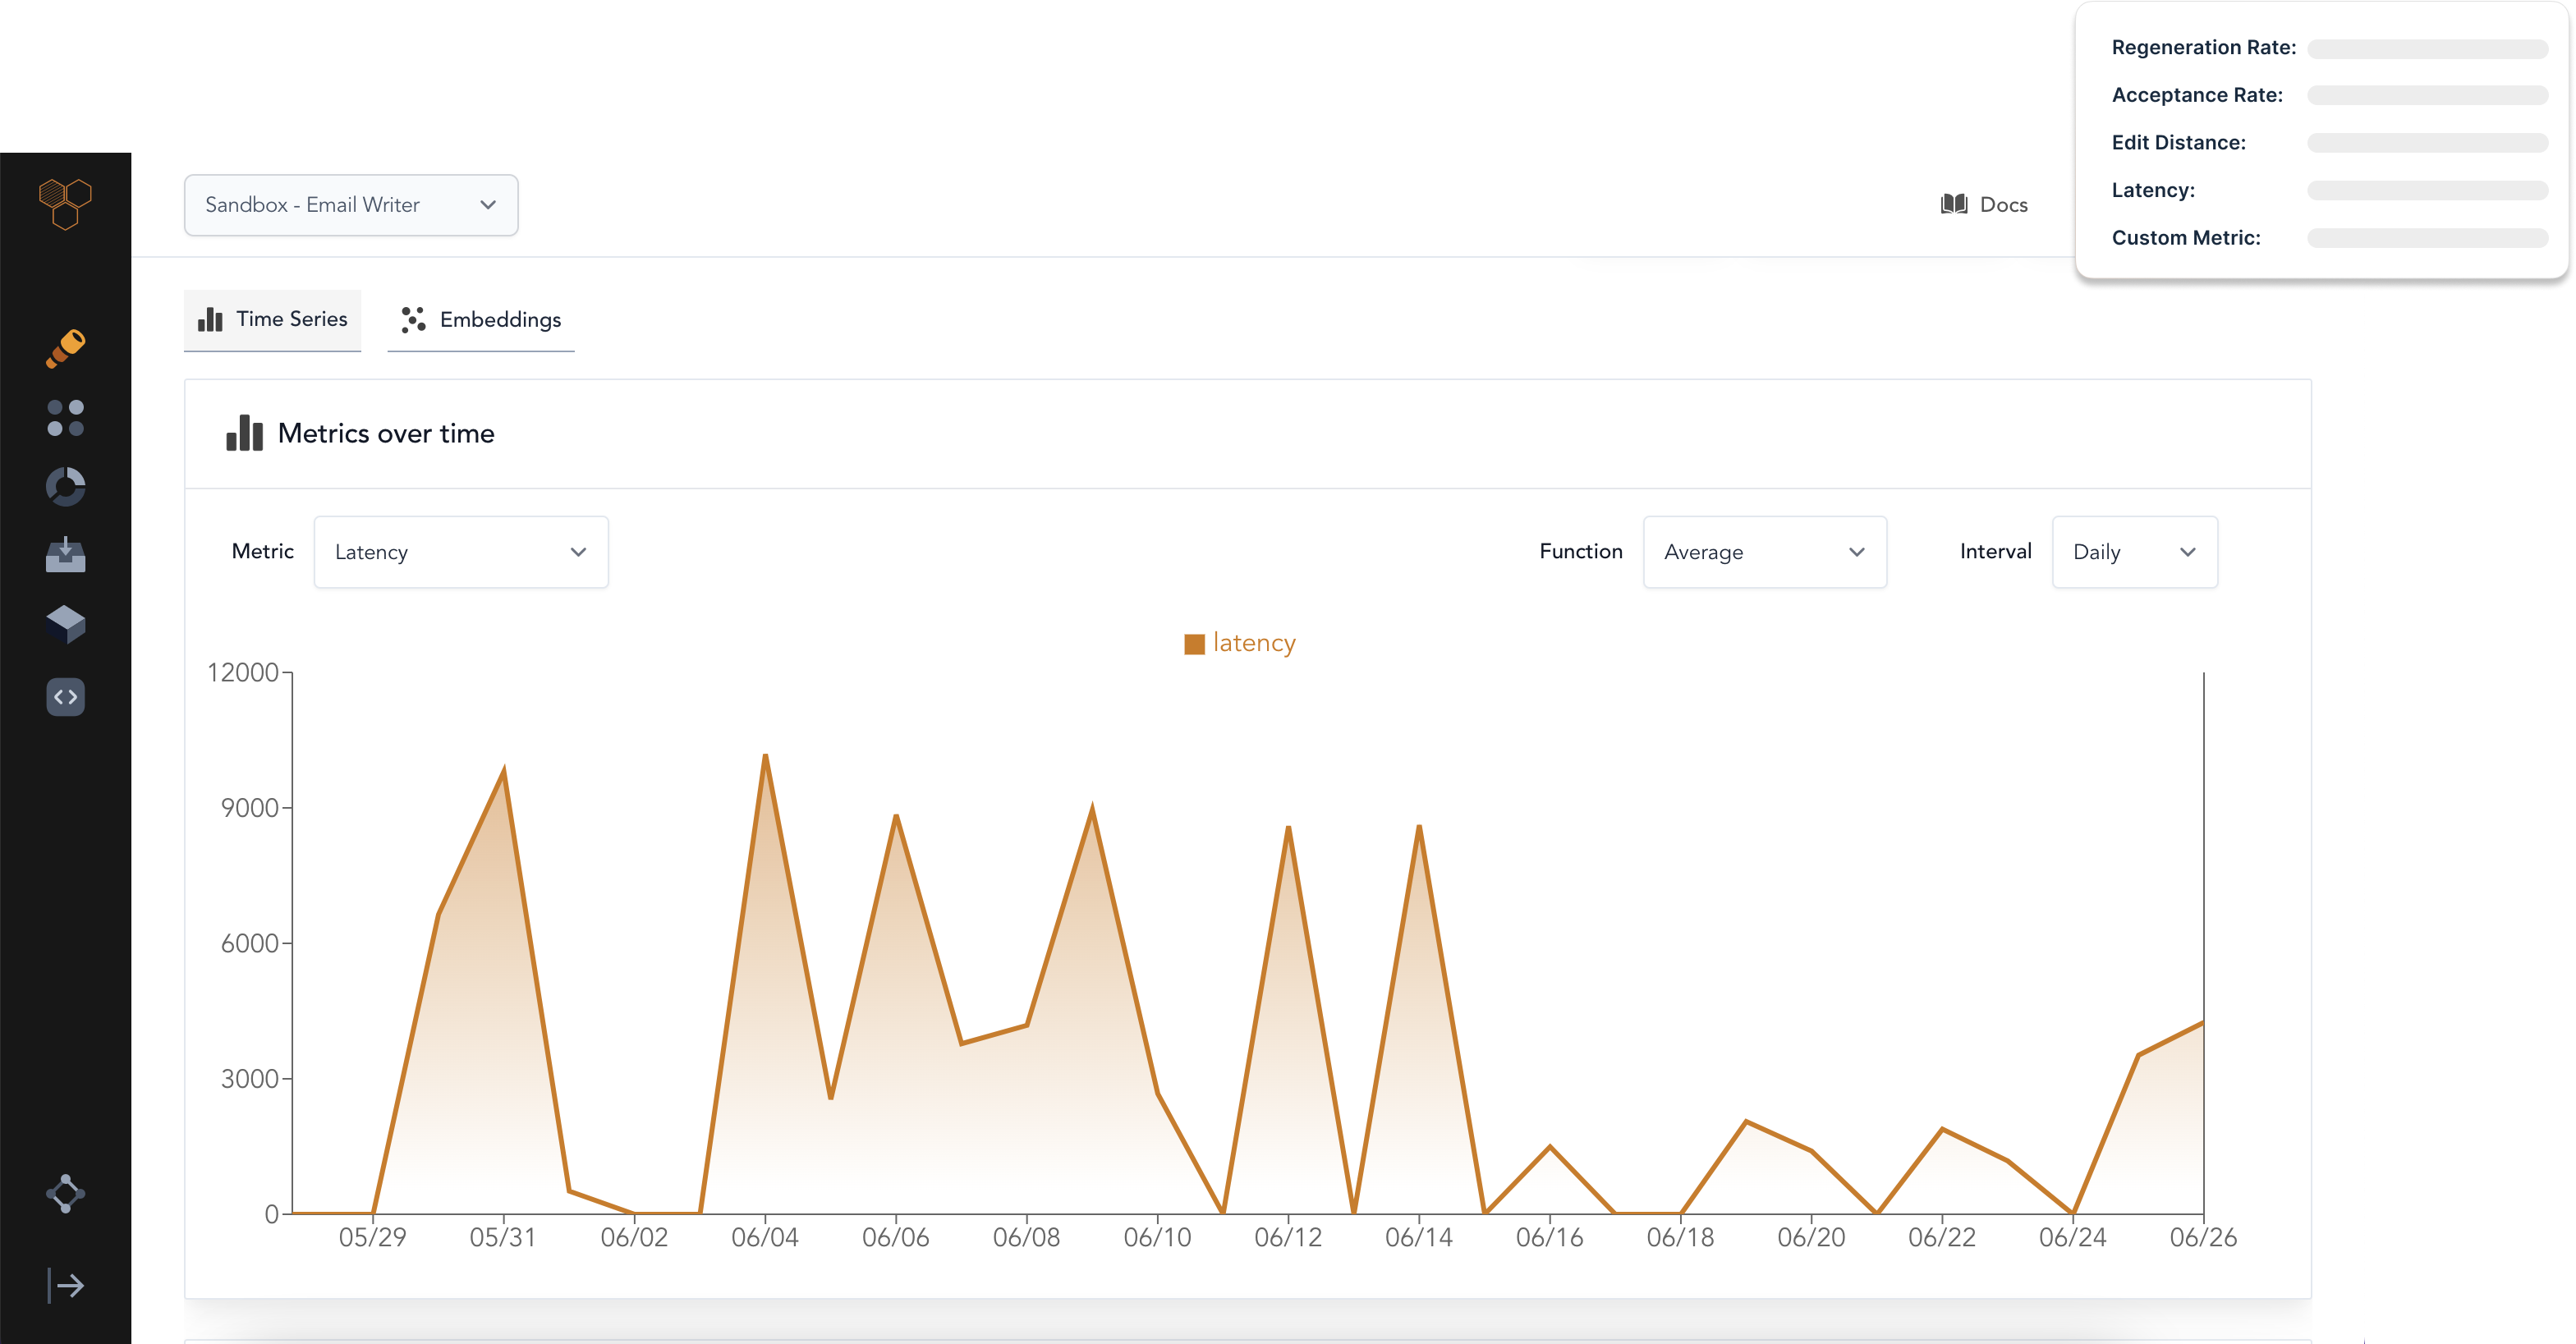 Regeneration Rate:
Acceptance Rate:
Edit Distance:
Latency:
Custom Metric:
Sandbox - Email Writer
Docs
Time Series
Embeddings
Metrics over time
Metric
Latency
Function
Average
Interval
Daily
latency
12000
9000
6000
3000
0
05/29 05/31 06/02 06/04 06/06 06/08 06/10 06/12 06/14 06/16 06/18 06/20 06/22 06/24 06/26